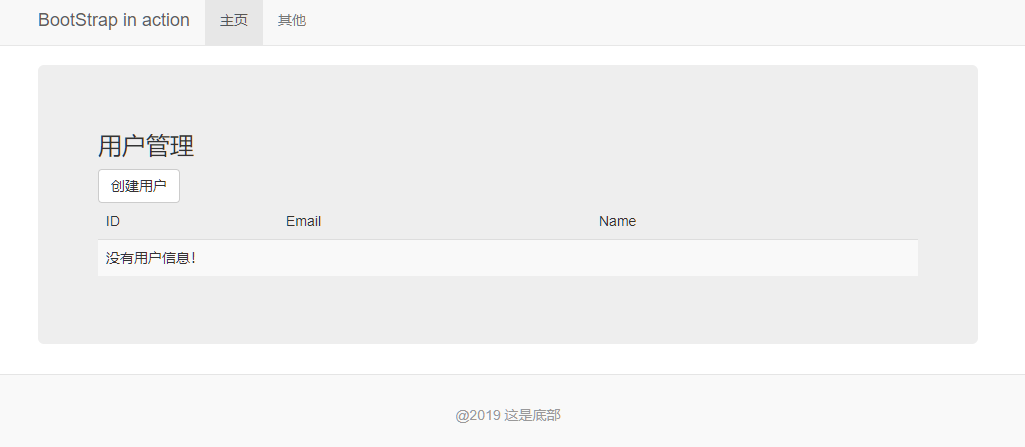 BootStrap in action 主页 其他
用户管理
创建用户
ID Email Name
没有用户信息！
@2019 这是底部